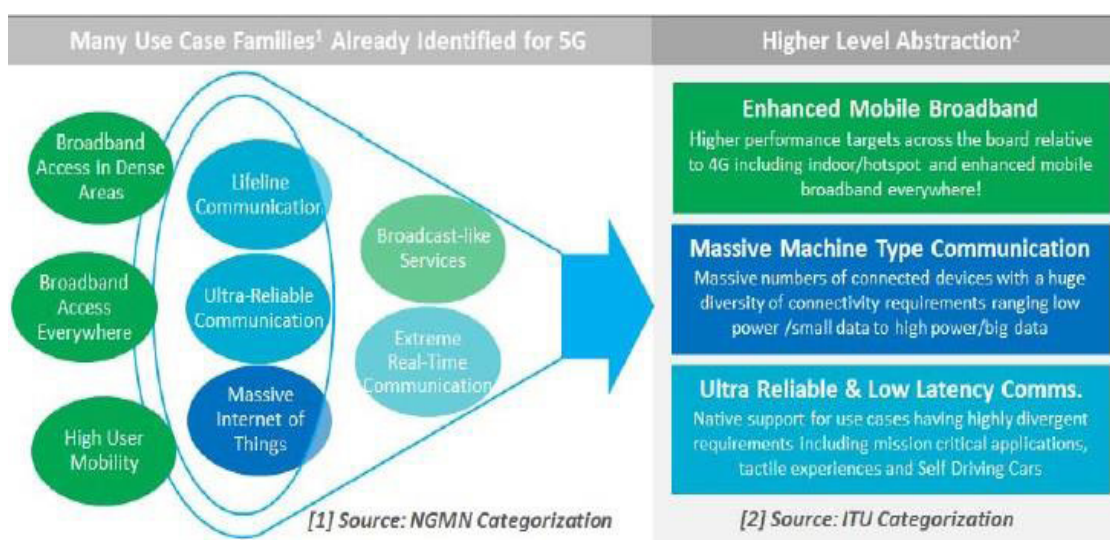 Many Use Case Families¹ Already Identified for 5G
Higher Level Abstraction²
Broadband
Access in Dense
Areas
Broadband
Access
Everywhere
High User
Mobility
Lifeline
Communication
Ultra-Reliable
Communication
Massive
Internet of
Things
Broadcast-like
Services
Extreme
Real-Time
Communication
[1] Source: NGMN Categorization
Enhanced Mobile Broadband
Higher performance targets across the board relative
to 4G including indoor/hotspot and enhanced mobile
broadband everywhere!
Massive Machine Type Communication
Massive numbers of connected devices with a huge
diversity of connectivity requirements ranging low
power /small data to high power/big data
Ultra Reliable & Low Latency Comms.
Native support for use cases having highly divergent
requirements including mission critical applications,
tactile experiences and Self Driving Cars
[2] Source: ITU Categorization